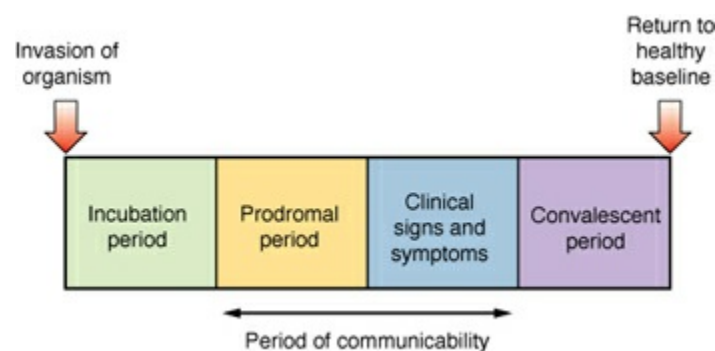 Invasion of
organism
Return to
healthy
baseline
Incubation
period
Prodromal
period
Clinical
signs and
symptoms
Convalescent
period
Period of communicability